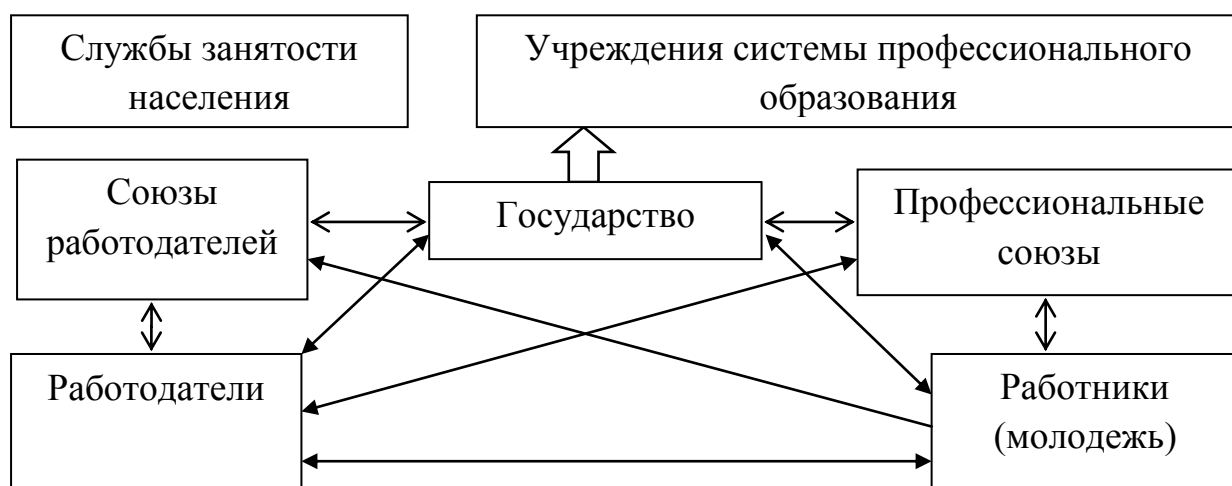 Службы занятости
населения
Учреждения системы профессионального
образования
Союзы
работодателей
Государство
Профессиональные
союзы
Работодатели
Работники
(молодежь)